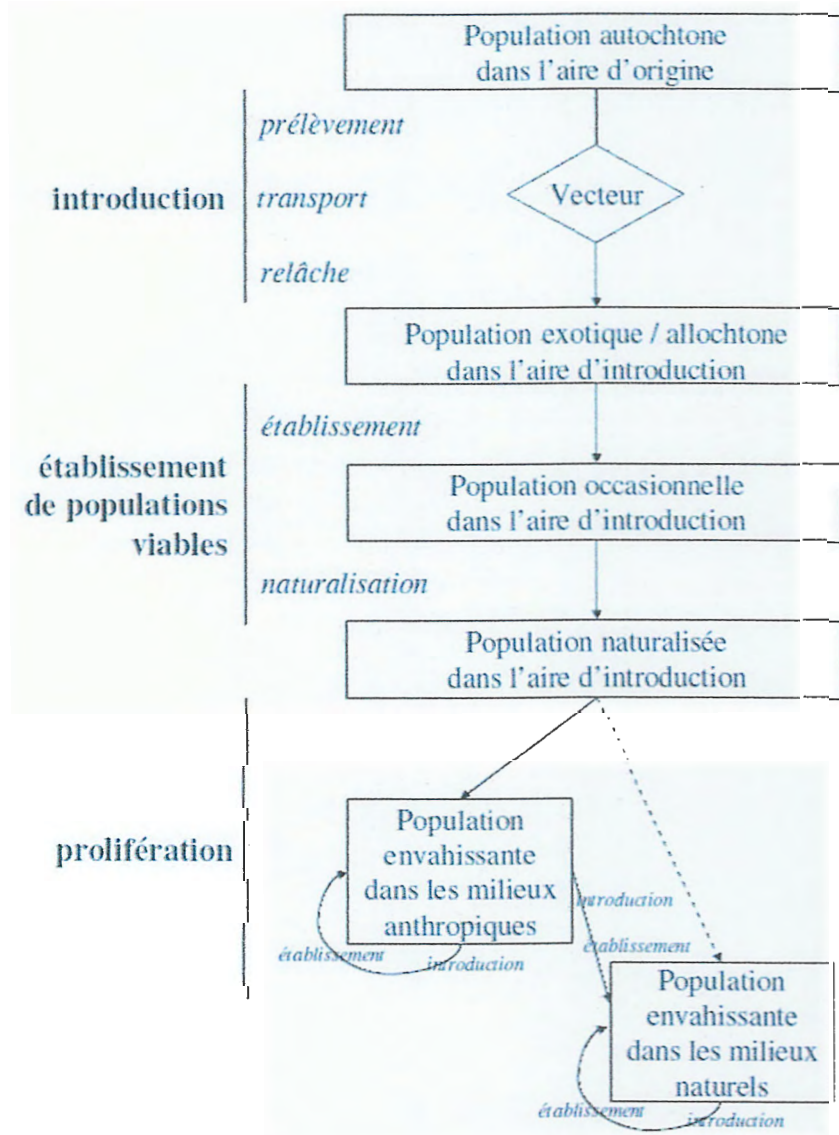 Population autochtone
dans l'aire d'origine
prélèvement
introduction
transport
Vecteur
relâche
Population exotique / allochtone
dans l'aire d'introduction
établissement
établissement
de populations
viables
Population occasionnelle
dans l'aire d'introduction
naturalisation
Population naturalisée
dans l'aire d'introduction
prolifération
Population
envahissante
dans les milieux
anthropiques
introduction
établissement
établissement
introduction
Population
envahissante
dans les milieux
naturels
établissement
introduction